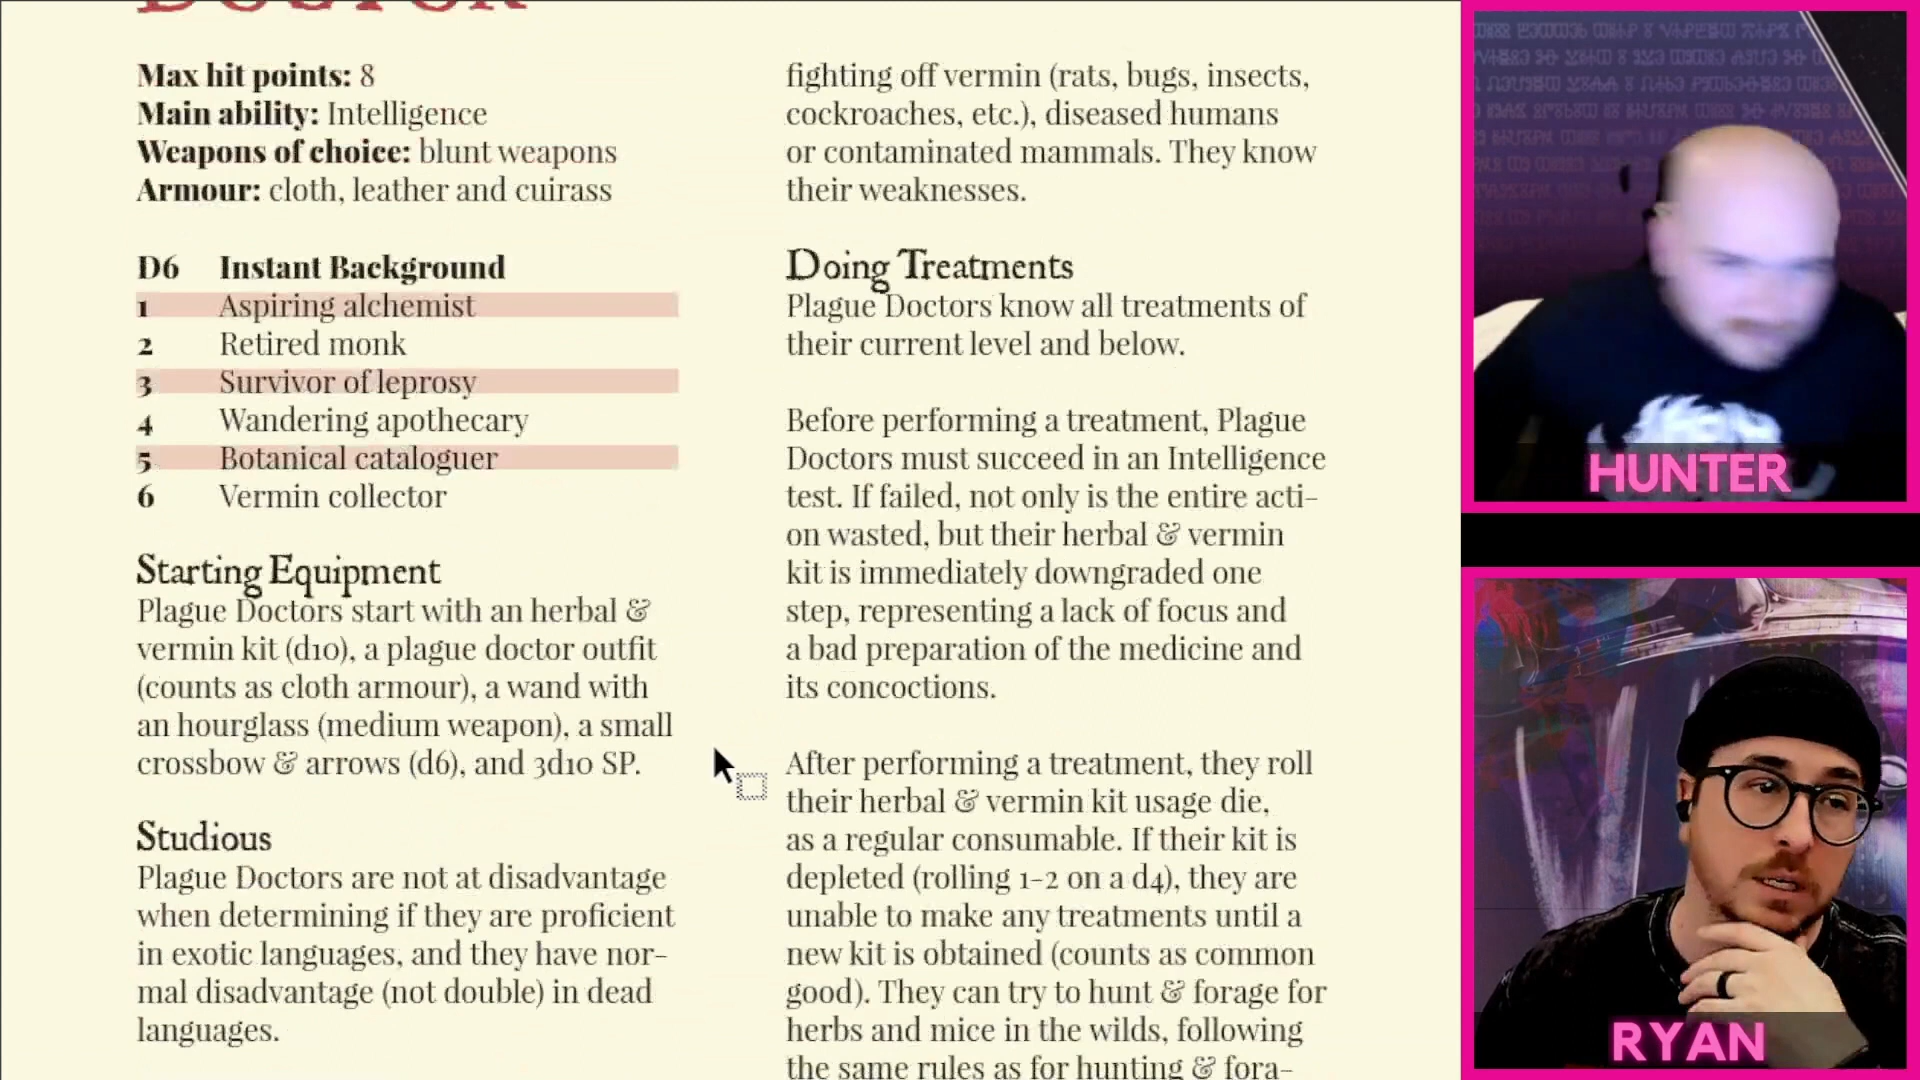 DOCTOR
Max hit points: 8
Main ability: Intelligence
Weapons of choice: blunt weapons
Armour: cloth, leather and cuirass
D6 Instant Background
1 Aspiring alchemist
2 Retired monk
3 Survivor of leprosy
4 Wandering apothecary
5 Botanical cataloguer
6 Vermin collector
Starting Equipment
Plague Doctors start with an herbal &
vermin kit (d10), a plague doctor outfit
(counts as cloth armour), a wand with
an hourglass (medium weapon), a small
crossbow & arrows (d6), and 3d10 SP.
Studious
Plague Doctors are not at disadvantage
when determining if they are proficient
in exotic languages, and they have nor-
mal disadvantage (not double) in dead
languages.
fighting off vermin (rats, bugs, insects,
cockroaches, etc.), diseased humans
or contaminated mammals. They know
their weaknesses.
Doing Treatments
Plague Doctors know all treatments of
their current level and below.
Before performing a treatment, Plague
Doctors must succeed in an Intelligence
test. If failed, not only is the entire acti-
on wasted, but their herbal & vermin
kit is immediately downgraded one
step, representing a lack of focus and
a bad preparation of the medicine and
its concoctions.
After performing a treatment, they roll
their herbal & vermin kit usage die,
as a regular consumable. If their kit is
depleted (rolling 1-2 on a d4), they are
unable to make any treatments until a
new kit is obtained (counts as common
good). They can try to hunt & forage for
herbs and mice in the wilds, following
the same rules as for hunting & fora-
HUNTER
RYAN